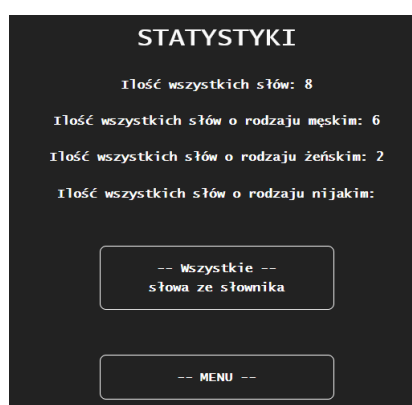 STATYSTYKI
Ilość wszystkich słów: 8
Ilość wszystkich słów o rodzaju męskim: 6
Ilość wszystkich słów o rodzaju żeńskim: 2
Ilość wszystkich słów o rodzaju nijakim:
-- Wszystkie --
słowa ze słownika
-- MENU --